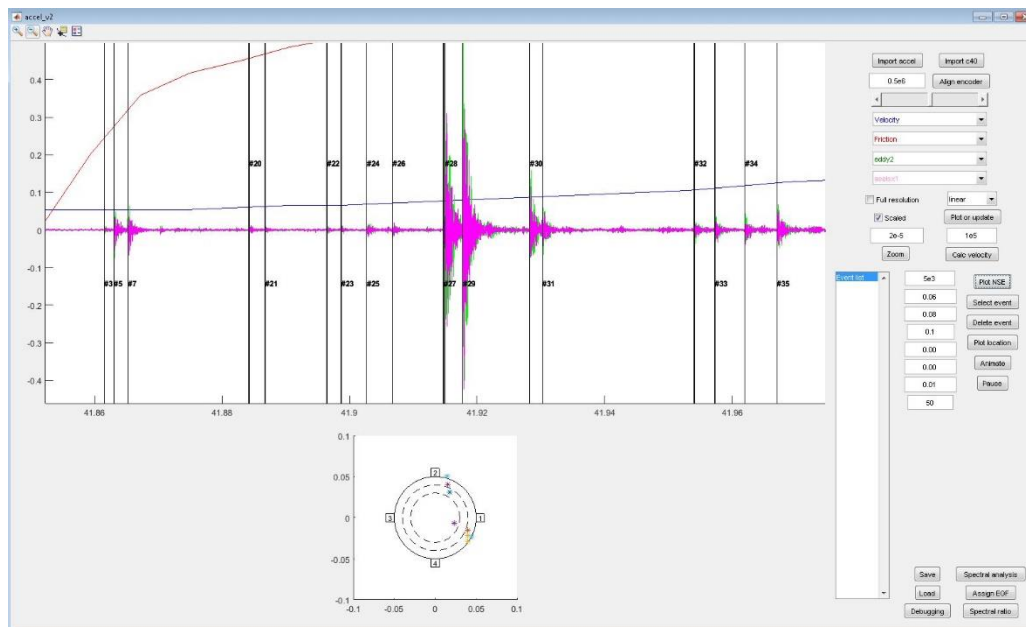 accel_v2
0.4
0.3
0.2
0.1
0
-0.1
-0.2
-0.3
-0.4
#20 #22 #24 #26 #28 #30 #32 #34
#3 #5 #7 #21 #23 #25 #27 #29 #31 #33 #35
41.86 41.88 41.9 41.92 41.94 41.96
0.1
0.05
0
-0.05
-0.1
2
3 1
4
-0.1 -0.05 0 0.05 0.1
Import accel Import c40
0.5e6 Align encoder
Velocity
Friction
eddy2
Full resolution linear
Scaled Plot or update
2e-5 1e5
Zoom Calc velocity
Event list
5e3 Plot NSE
0.06 Select event
0.08 Delete event
0.1 Plot location
0.00 Animate
0.00 Pause
0.01
50
Save Spectral analysis
Load Assign EGF
Debugging Spectral ratio